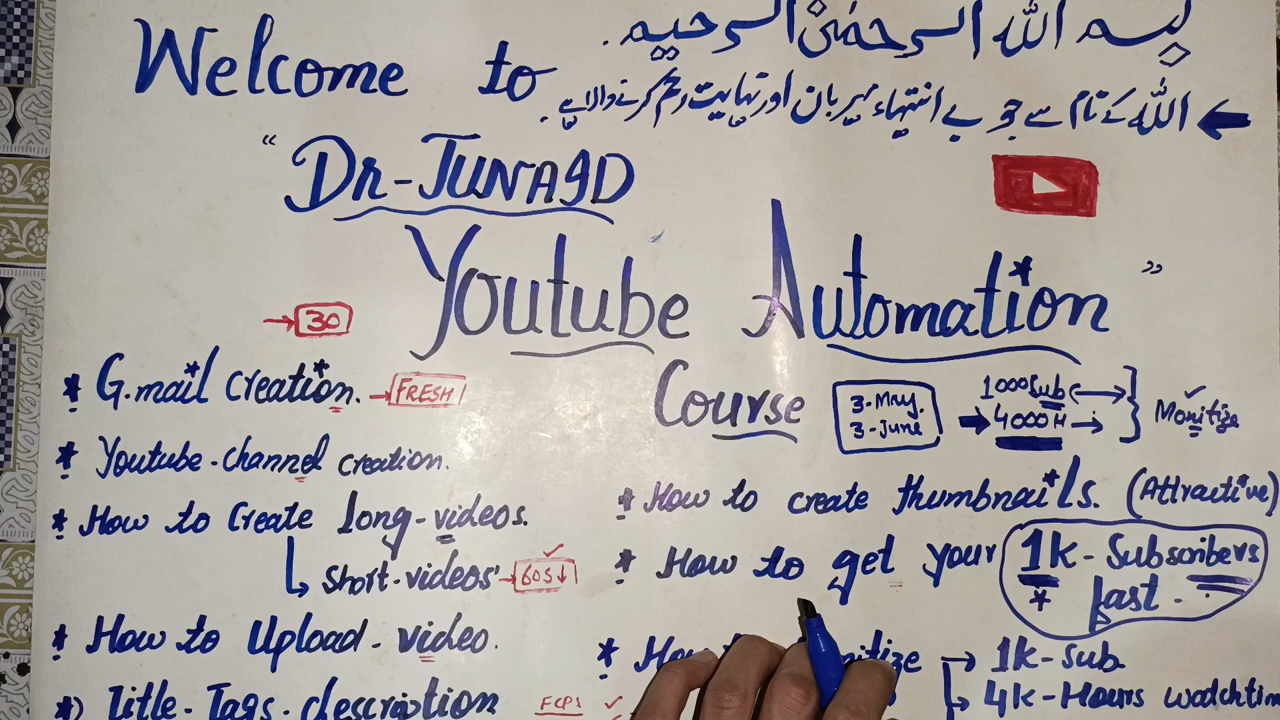 بسم الله الرحمٰن الرحيم.
Welcome to
اللہ کے نام سے جو بے انتہاء مہربان اور نہایت رحم کرنے والا ہے۔
"Dr-JUNAID
Youtube Automation"
Course
→ 30
3-May.
3-June
1000 Sub
4000 H
Monitize
* G.mail Creation. → FRESH
* Youtube-channel creation.
* How to Create long-videos.
short-videos → 60S↓
* How to Upload-video.
Title-Tags-description
FCPS
* How to create thumbnails. (Attractive)
* How to get your 1k-Subscribers
fast.
* → 1k-Sub
4k-Hours watchtim